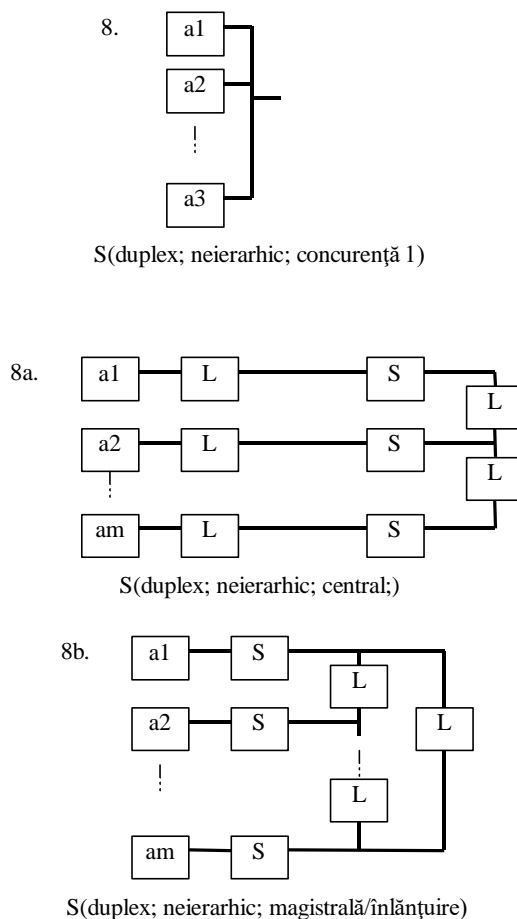 8.
a1
a2
a3
S(duplex; neierarhic; concurenţă 1)
8a.
a1 L S
L
a2 L S
L
am L S
S(duplex; neierarhic; central;)
8b.
a1 S
L
a2 S L
L
am S
S(duplex; neierarhic; magistrală/înlănţuire)